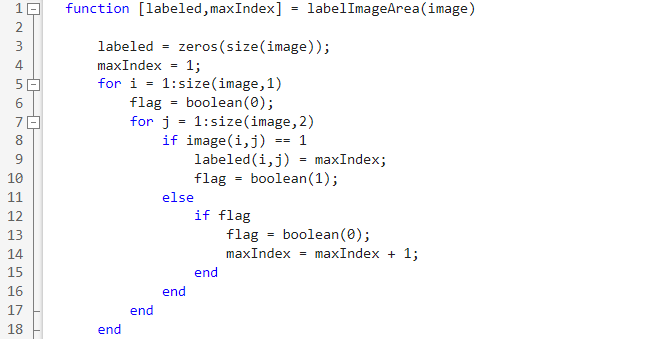 1 function [labeled,maxIndex] = labelImageArea(image)
2
3     labeled = zeros(size(image));
4     maxIndex = 1;
5     for i = 1:size(image,1)
6         flag = boolean(0);
7         for j = 1:size(image,2)
8             if image(i,j) == 1
9                 labeled(i,j) = maxIndex;
10                 flag = boolean(1);
11             else
12                 if flag
13                     flag = boolean(0);
14                     maxIndex = maxIndex + 1;
15                 end
16             end
17         end
18     end